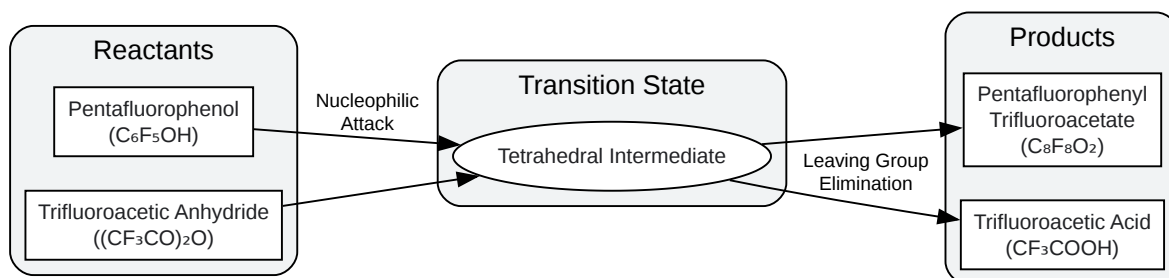 Reactants
Pentafluorophenol
(C₆F₅OH)
Trifluoroacetic Anhydride
((CF₃CO)₂O)
Nucleophilic
Attack
Transition State
Tetrahedral Intermediate
Leaving Group
Elimination
Products
Pentafluorophenyl
Trifluoroacetate
(C₈F₈O₂)
Trifluoroacetic Acid
(CF₃COOH)